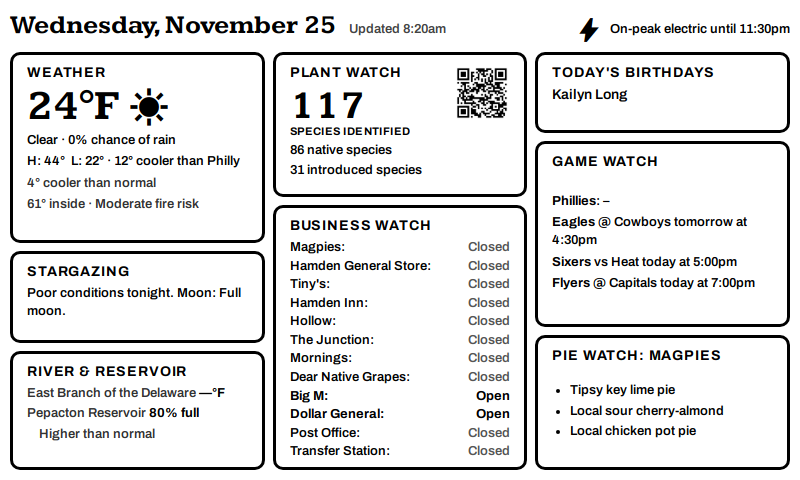 Wednesday, November 25 Updated 8:20am
On-peak electric until 11:30pm
WEATHER
24°F
Clear · 0% chance of rain
H: 44° L: 22° · 12° cooler than Philly
4° cooler than normal
61° inside · Moderate fire risk
STARGAZING
Poor conditions tonight. Moon: Full
moon.
RIVER & RESERVOIR
East Branch of the Delaware —°F
Pepacton Reservoir 80% full
Higher than normal
PLANT WATCH
117
SPECIES IDENTIFIED
86 native species
31 introduced species
BUSINESS WATCH
Magpies: Closed
Hamden General Store: Closed
Tiny's: Closed
Hamden Inn: Closed
Hollow: Closed
The Junction: Closed
Mornings: Closed
Dear Native Grapes: Closed
Big M: Open
Dollar General: Open
Post Office: Closed
Transfer Station: Closed
TODAY'S BIRTHDAYS
Kailyn Long
GAME WATCH
Phillies: –
Eagles @ Cowboys tomorrow at
4:30pm
Sixers vs Heat today at 5:00pm
Flyers @ Capitals today at 7:00pm
PIE WATCH: MAGPIES
• Tipsy key lime pie
• Local sour cherry-almond
• Local chicken pot pie